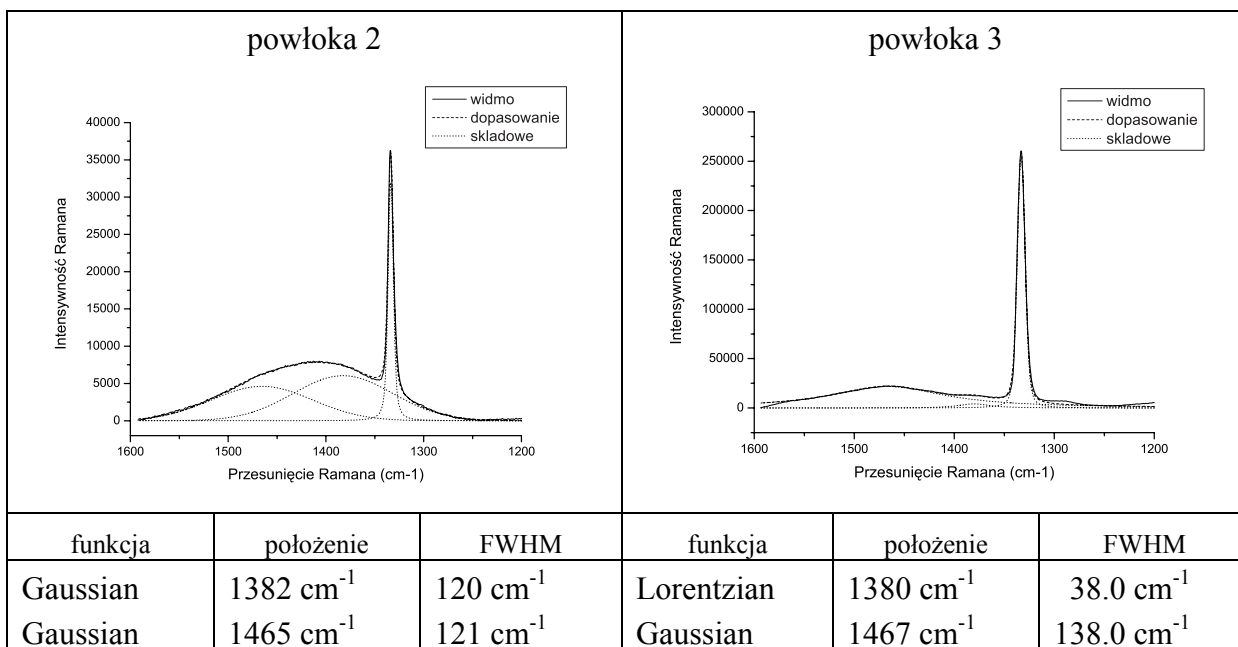 powłoka 2
widmo
dopasowanie
skladowe
40000
35000
30000
25000
20000
15000
10000
5000
0
Intensywność Ramana
1600 1500 1400 1300 1200
Przesunięcie Ramana (cm-1)
powłoka 3
widmo
dopasowanie
skladowe
300000
250000
200000
150000
100000
50000
0
Intensywność Ramana
1600 1500 1400 1300 1200
Przesunięcie Ramana (cm-1)
funkcja położenie FWHM funkcja położenie FWHM
Gaussian 1382 cm⁻¹ 120 cm⁻¹ Lorentzian 1380 cm⁻¹ 38.0 cm⁻¹
Gaussian 1465 cm⁻¹ 121 cm⁻¹ Gaussian 1467 cm⁻¹ 138.0 cm⁻¹